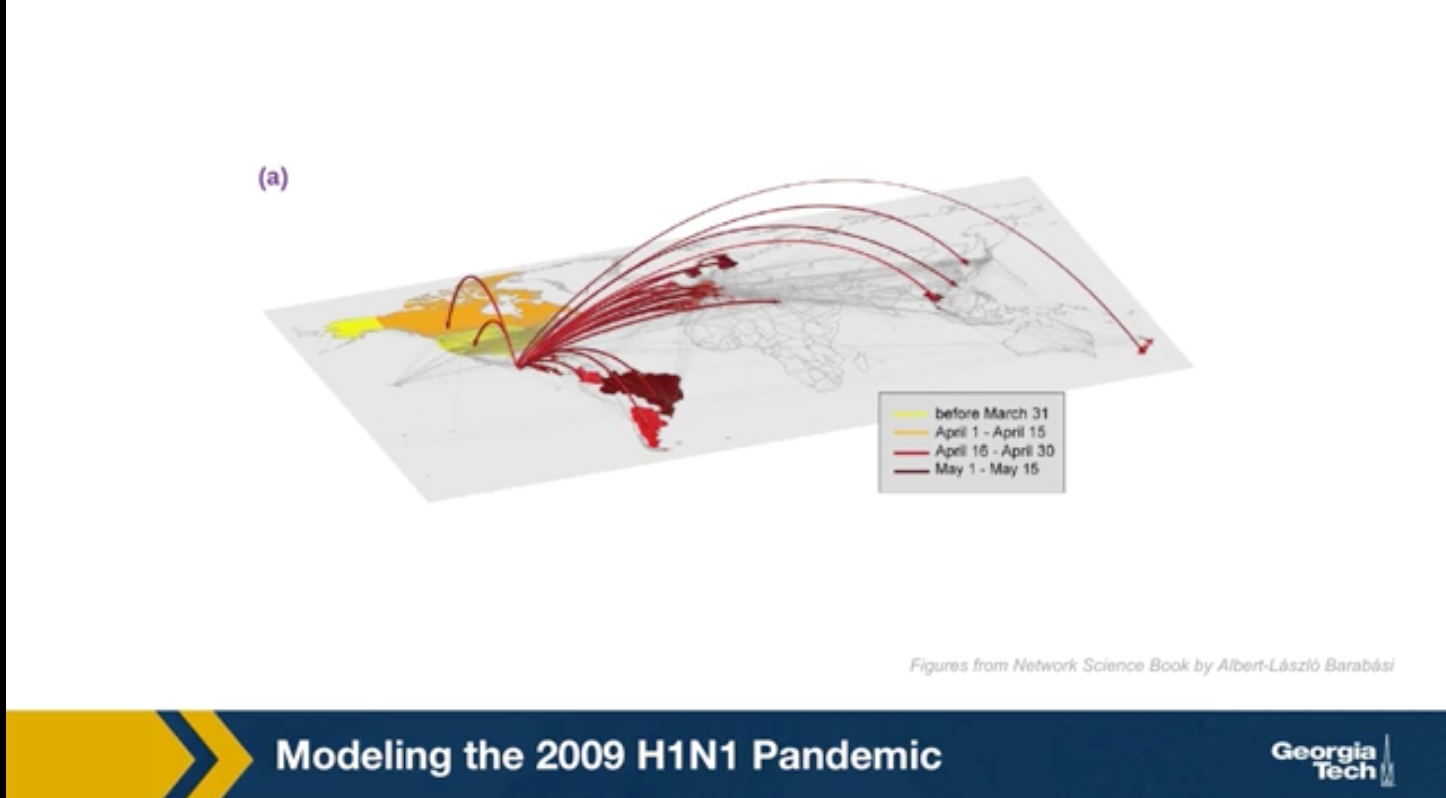 (a)
before March 31
April 1 - April 15
April 16 - April 30
May 1 - May 15
Figures from Network Science Book by Albert-László Barabási
Modeling the 2009 H1N1 Pandemic
Georgia
Tech